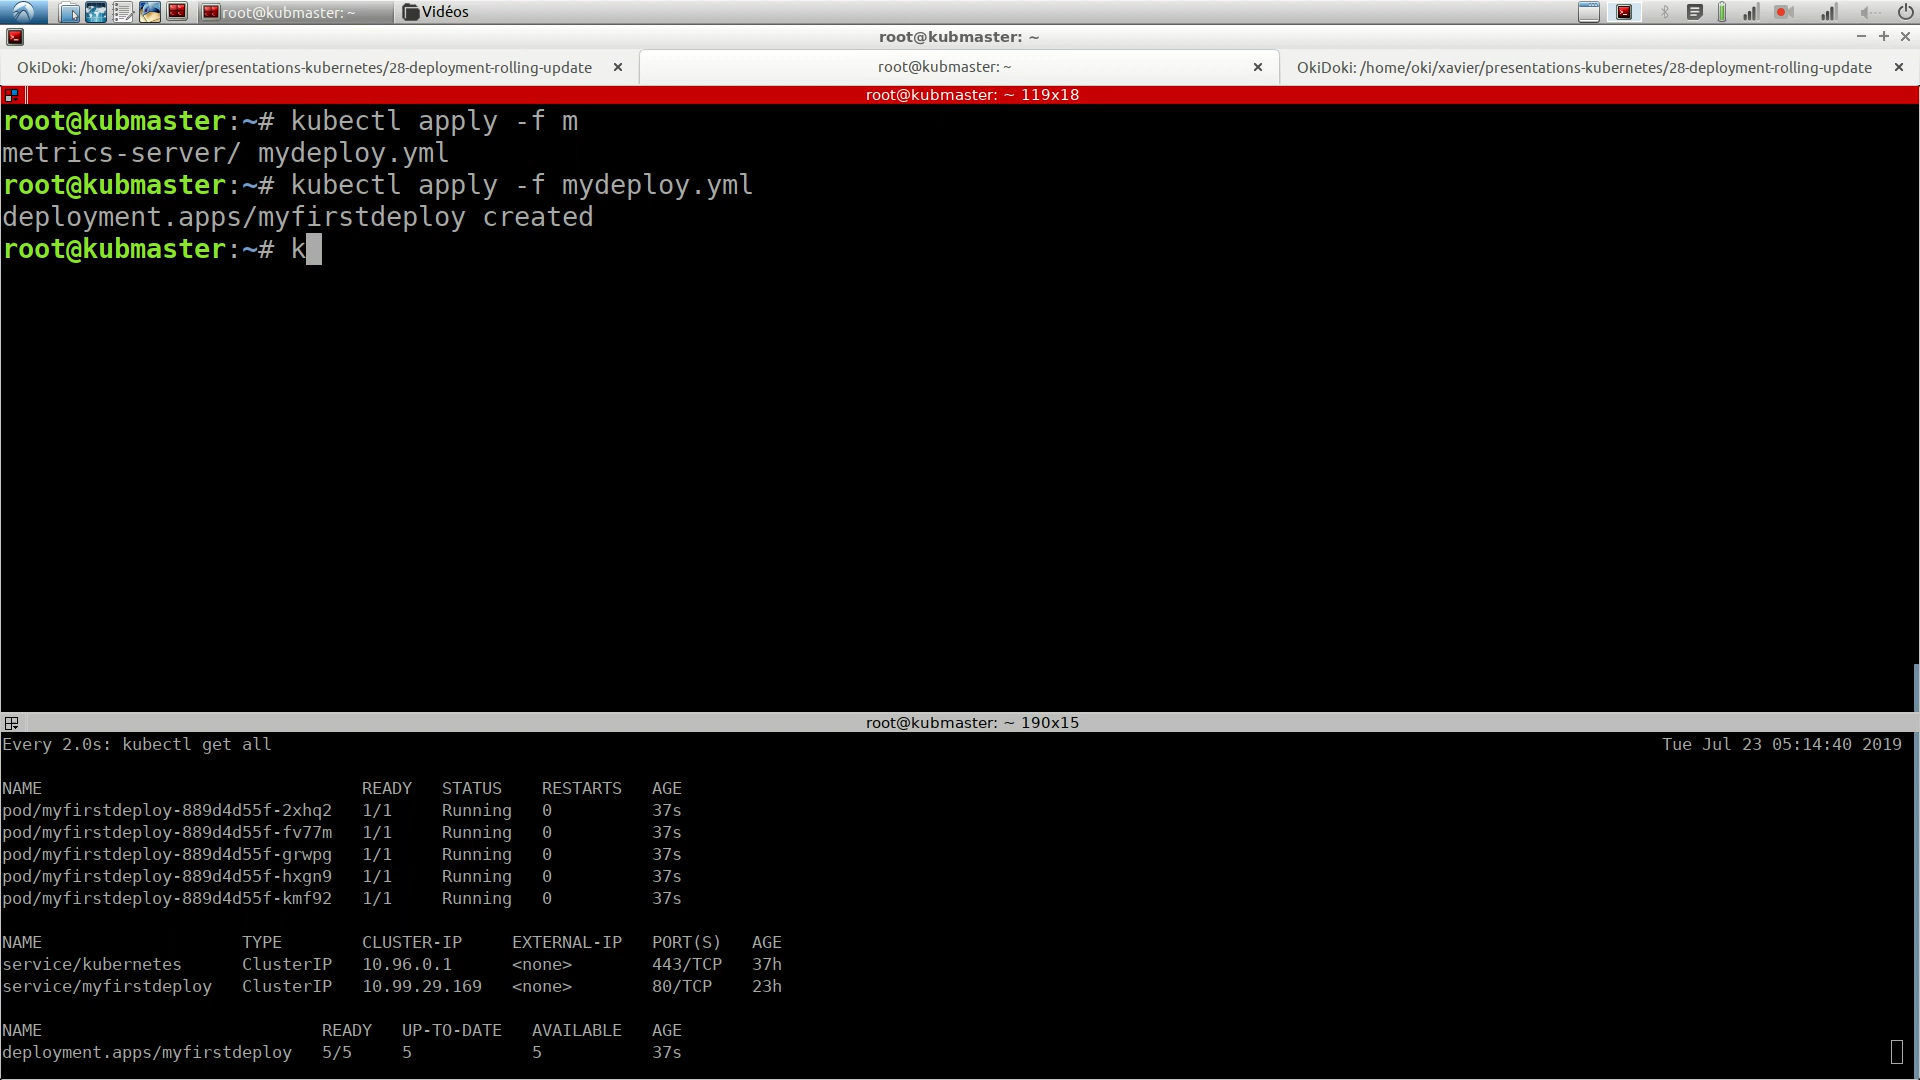 root@kubmaster: ~
Vidéos
root@kubmaster: ~
OkiDoki: /home/oki/xavier/presentations-kubernetes/28-deployment-rolling-update
root@kubmaster: ~
OkiDoki: /home/oki/xavier/presentations-kubernetes/28-deployment-rolling-update
root@kubmaster: ~ 119x18
root@kubmaster:~# kubectl apply -f m
metrics-server/ mydeploy.yml
root@kubmaster:~# kubectl apply -f mydeploy.yml
deployment.apps/myfirstdeploy created
root@kubmaster:~# k
root@kubmaster: ~ 190x15
Every 2.0s: kubectl get all Tue Jul 23 05:14:40 2019
NAME READY STATUS RESTARTS AGE
pod/myfirstdeploy-889d4d55f-2xhq2 1/1 Running 0 37s
pod/myfirstdeploy-889d4d55f-fv77m 1/1 Running 0 37s
pod/myfirstdeploy-889d4d55f-grwpg 1/1 Running 0 37s
pod/myfirstdeploy-889d4d55f-hxgn9 1/1 Running 0 37s
pod/myfirstdeploy-889d4d55f-kmf92 1/1 Running 0 37s
NAME TYPE CLUSTER-IP EXTERNAL-IP PORT(S) AGE
service/kubernetes ClusterIP 10.96.0.1 <none> 443/TCP 37h
service/myfirstdeploy ClusterIP 10.99.29.169 <none> 80/TCP 23h
NAME READY UP-TO-DATE AVAILABLE AGE
deployment.apps/myfirstdeploy 5/5 5 5 37s